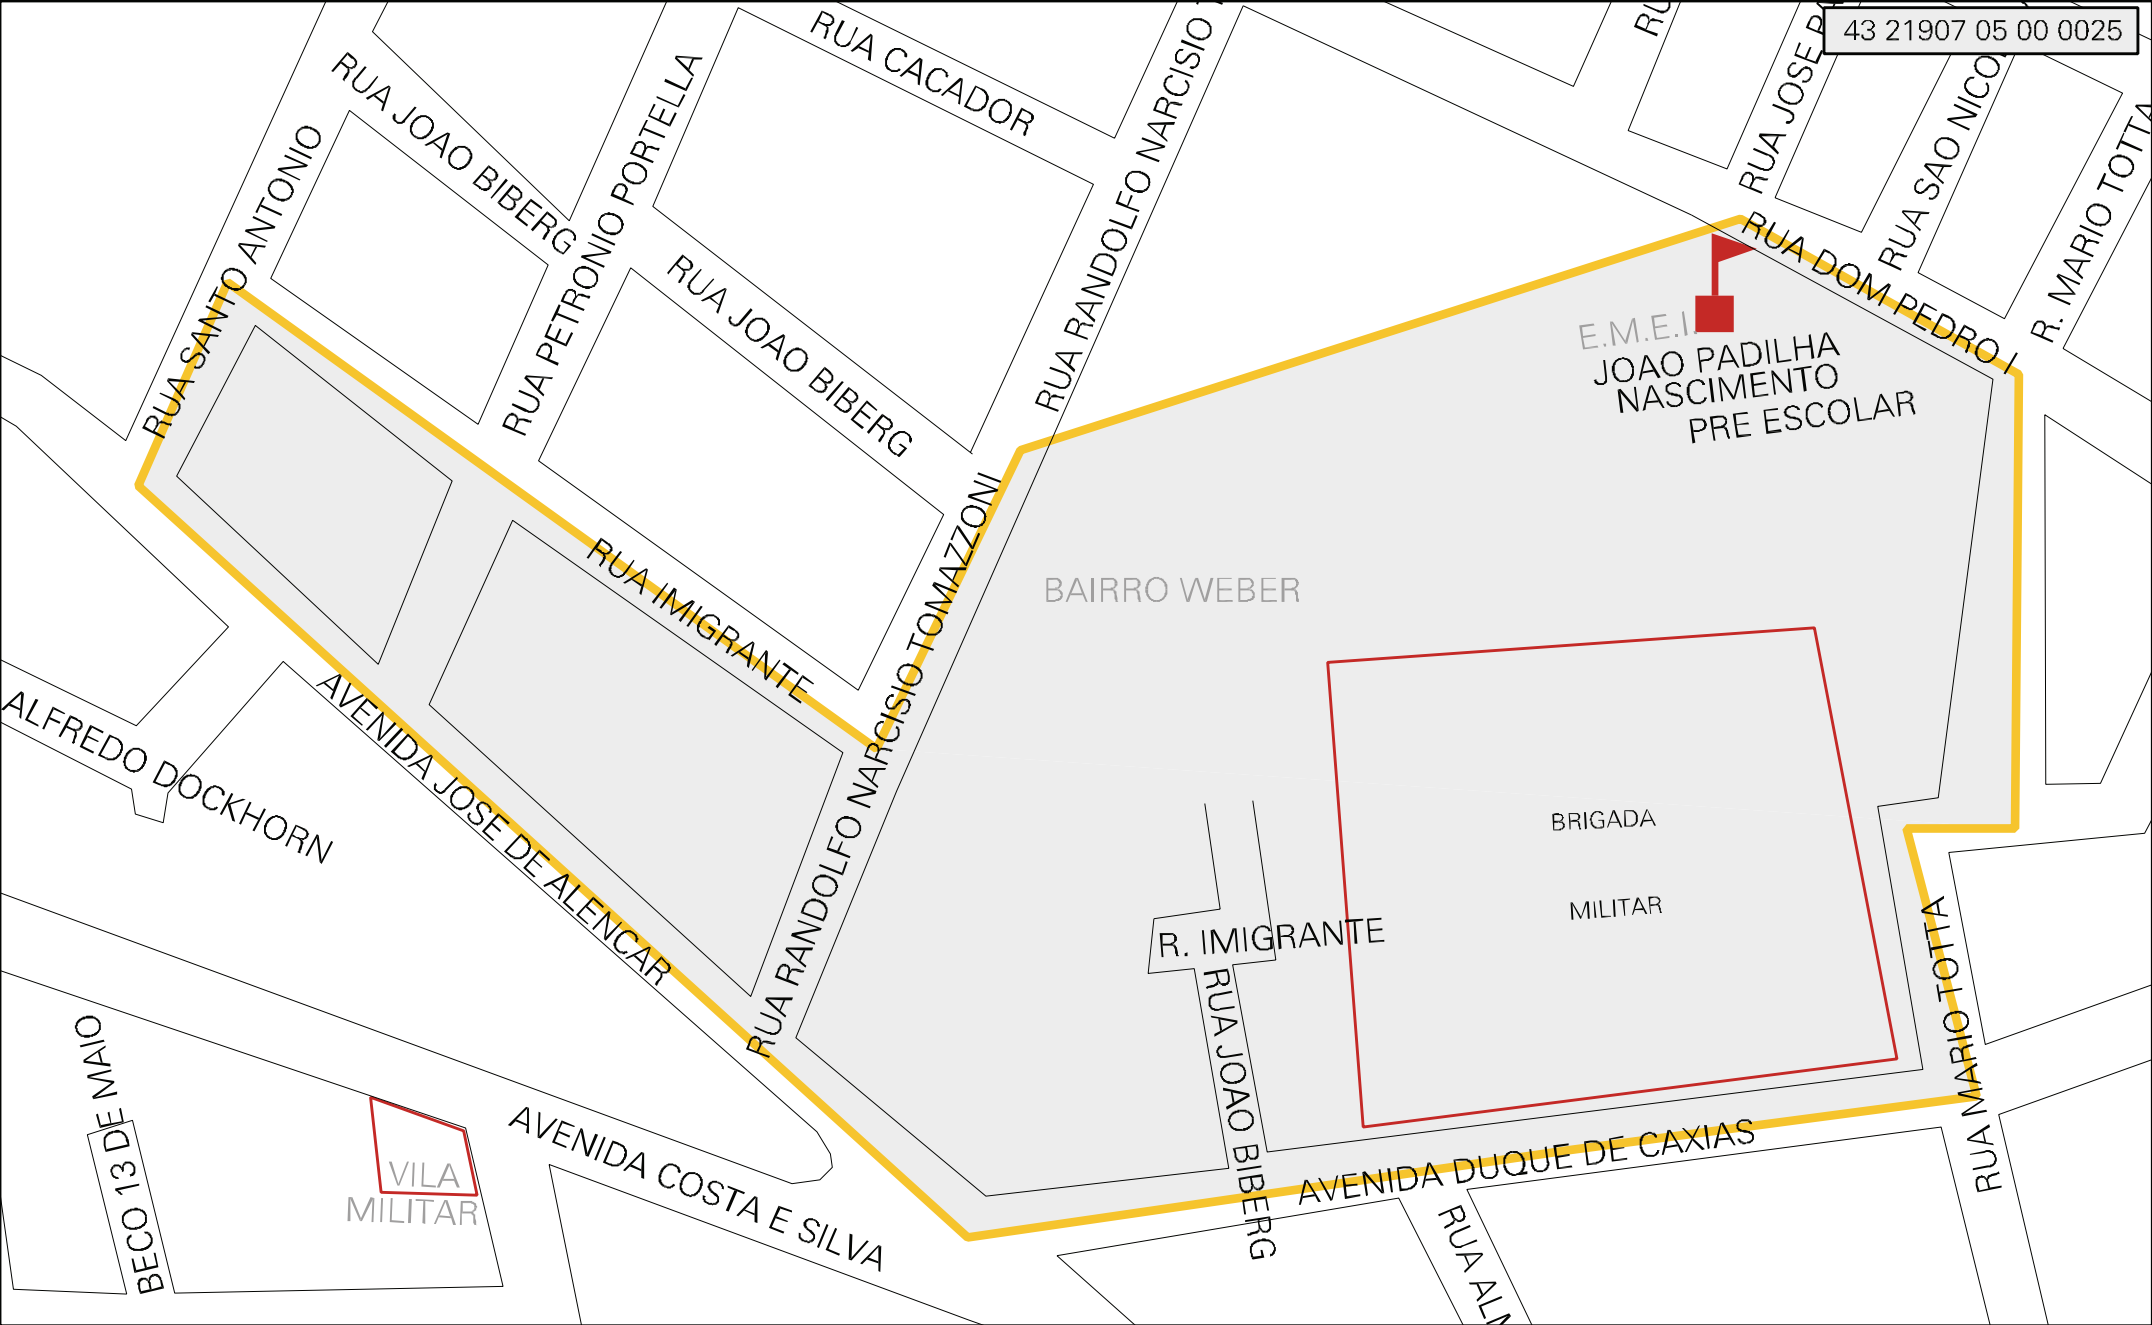 43 21907 05 00 0025
RUA CACADOR
RUA JOAO BIBERG
RUA PETRONIO PORTELLA
RUA RANDOLFO NARCISIO
RUA JOSE
RUA SAO
R. MARIO TOTTA
RUA SANTO ANTONIO
RUA JOAO BIBERG
RUA DOM PEDRO I
E.M.E.I.
JOAO PADILHA
NASCIMENTO
PRE ESCOLAR
RUA IMIGRANTE
BAIRRO WEBER
RUA RANDOLFO NARCISIO TOMAZZONI
ALFREDO DOCKHORN
AVENIDA JOSE DE ALENCAR
BRIGADA
MILITAR
R. IMIGRANTE
RUA JOAO BIBERG
RUA MARIO TOTTA
BECO 13 DE MAIO
VILA
MILITAR
AVENIDA COSTA E SILVA
AVENIDA DUQUE DE CAXIAS
RUA